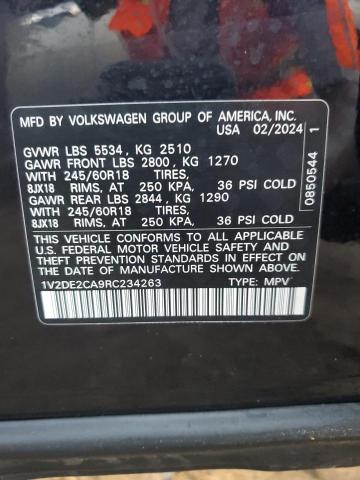 MFD BY VOLKSWAGEN GROUP OF AMERICA, INC.
USA 02/2024
GVWR LBS 5534 , KG 2510
GAWR FRONT LBS 2800 , KG 1270
WITH 245/60R18 TIRES,
8JX18 RIMS, AT 250 KPA, 36 PSI COLD
GAWR REAR LBS 2844 , KG 1290
WITH 245/60R18 TIRES,
8JX18 RIMS, AT 250 KPA, 36 PSI COLD
THIS VEHICLE CONFORMS TO ALL APPLICABLE
U.S. FEDERAL MOTOR VEHICLE SAFETY AND
THEFT PREVENTION STANDARDS IN EFFECT ON
THE DATE OF MANUFACTURE SHOWN ABOVE.
1V2DE2CA9RC234263 TYPE: MPV
0850544 1